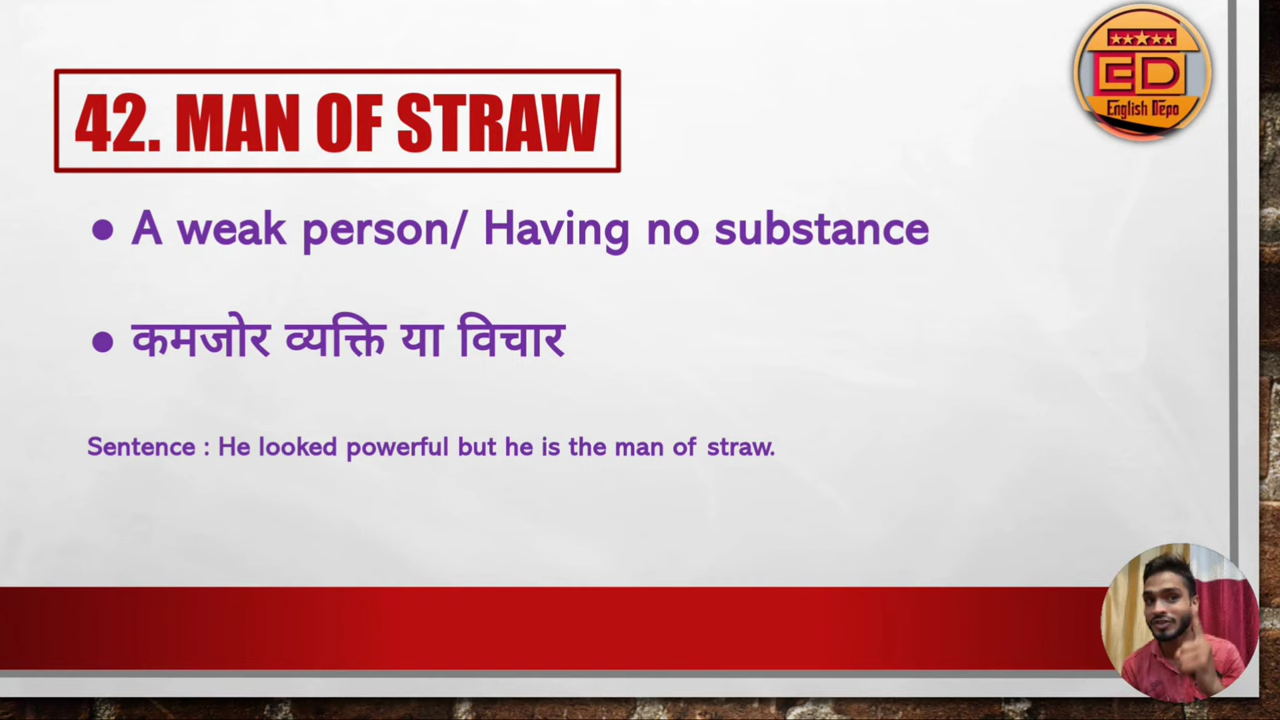 ED
English Depo
42. MAN OF STRAW
• A weak person/ Having no substance
• कमजोर व्यक्ति या विचार
Sentence : He looked powerful but he is the man of straw.